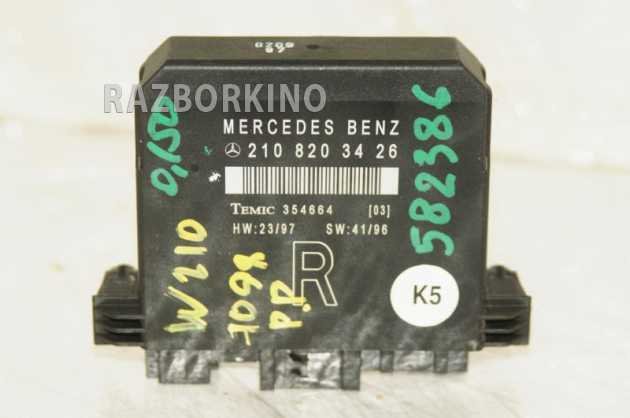 RAZBORKINO
MERCEDES BENZ
210 820 34 26
TEMIC 354664 [03]
HW:23/97 SW:41/96
R
K5
0,150
W210
7098
P.P
582386